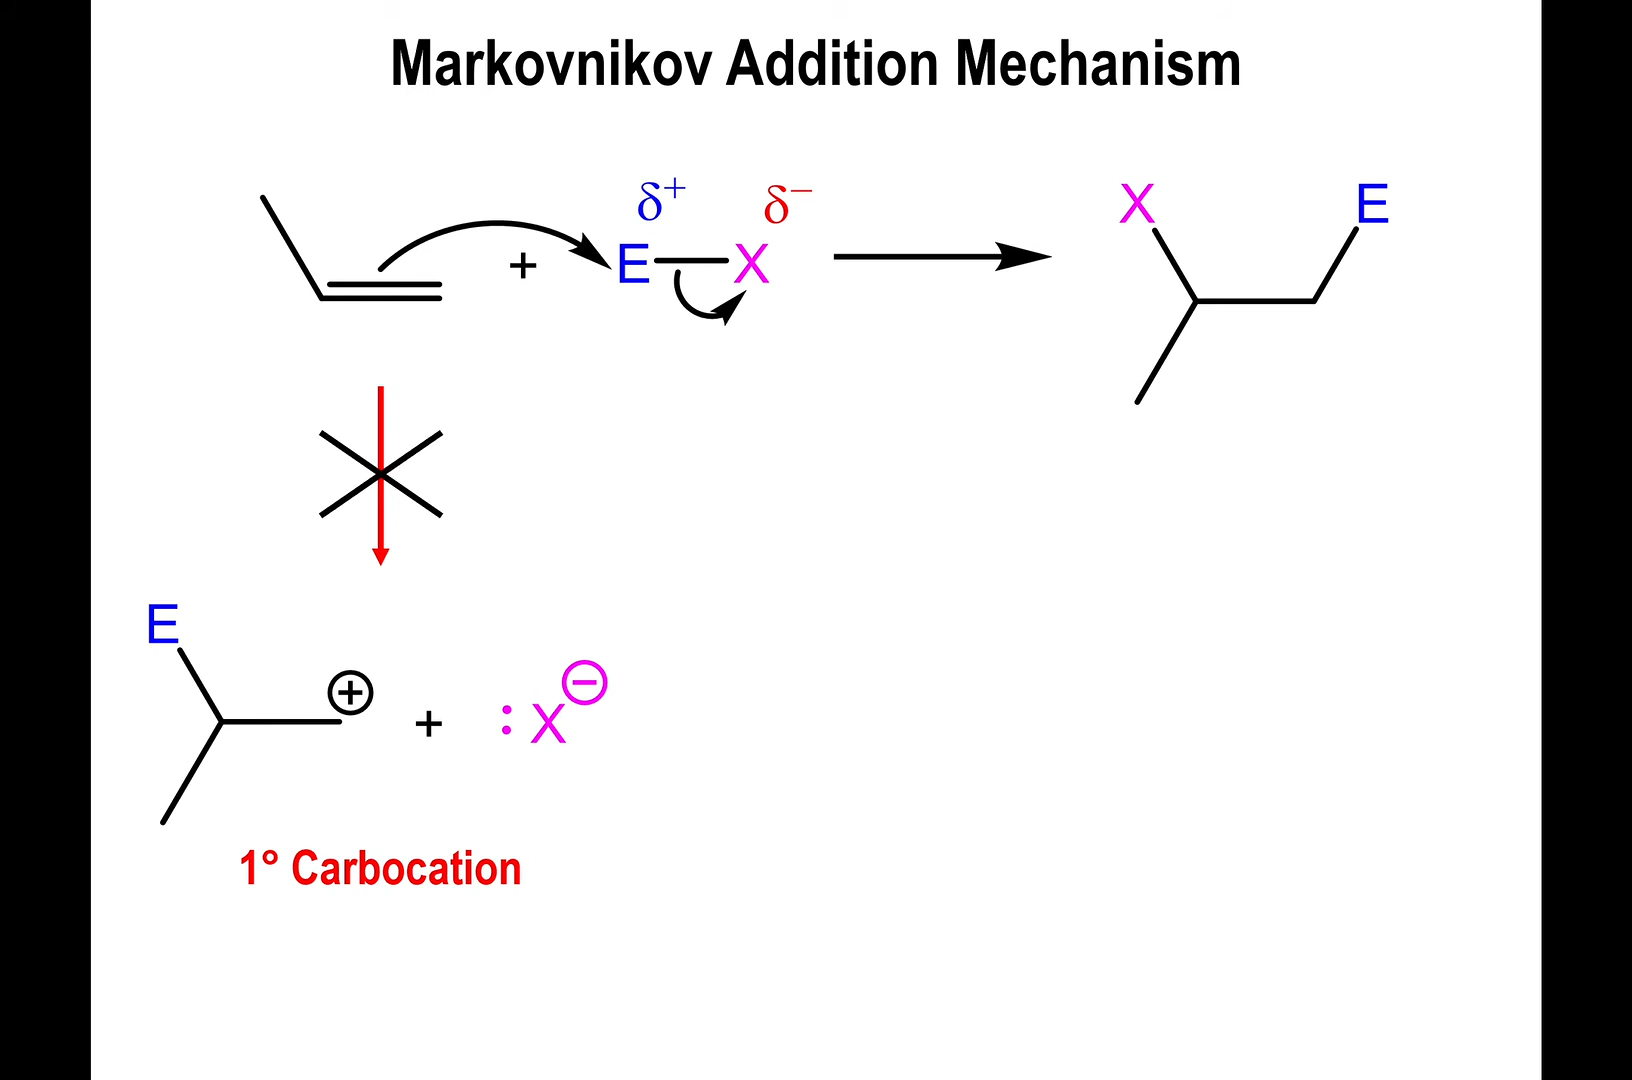 Markovnikov Addition Mechanism
δ+ δ−
+ E X
X E
E
⊕ + :X⊖
1° Carbocation